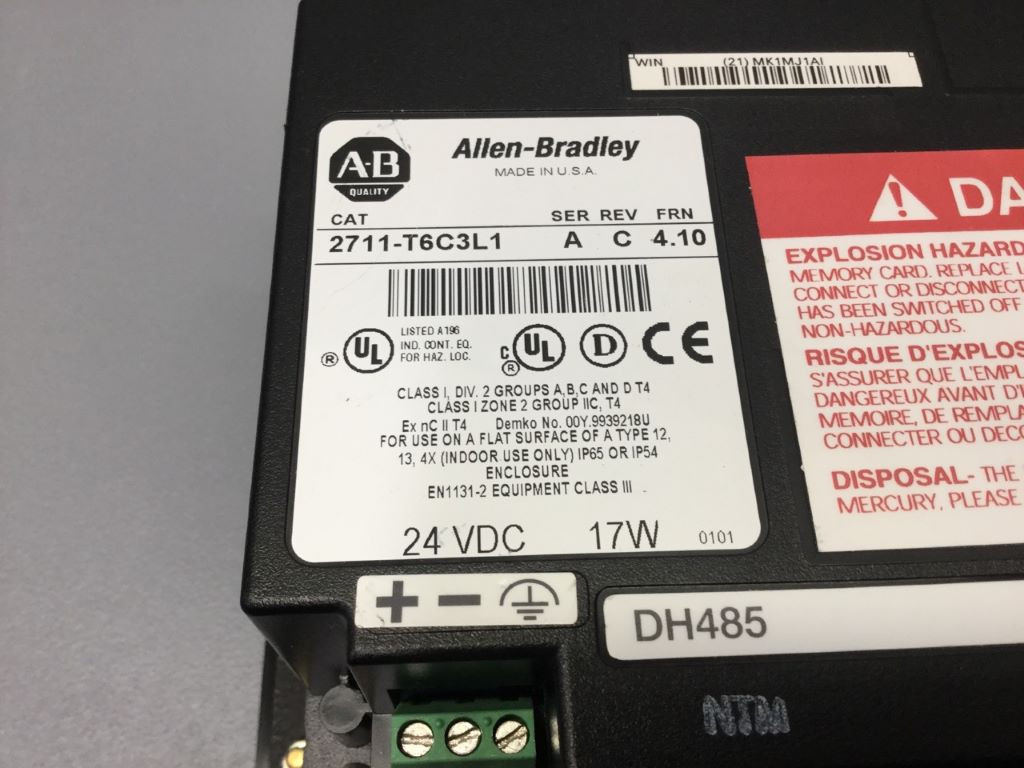 WIN (21) MK1MJ1AI
A-B
QUALITY
Allen-Bradley
MADE IN U.S.A.
CAT SER REV FRN
2711-T6C3L1 A C 4.10
® UL LISTED A196
IND. CONT. EQ.
FOR HAZ. LOC.
C UL ® D CE
CLASS I, DIV. 2 GROUPS A,B,C AND D T4
CLASS I ZONE 2 GROUP IIC, T4
Ex nC II T4 Demko No. 00Y.9939218U
FOR USE ON A FLAT SURFACE OF A TYPE 12,
13, 4X (INDOOR USE ONLY) IP65 OR IP54
ENCLOSURE
EN1131-2 EQUIPMENT CLASS III
24 VDC 17W 0101
+ −
DH485
NTM
DA
EXPLOSION HAZARD
MEMORY CARD. REPLACE
CONNECT OR DISCONNECT
HAS BEEN SWITCHED OFF
NON-HAZARDOUS.
RISQUE D'EXPLOS
S'ASSURER QUE L'EMPL
DANGEREUX AVANT D'
MEMOIRE, DE REMPLA
CONNECTER OU DECO
DISPOSAL- THE
MERCURY, PLEASE